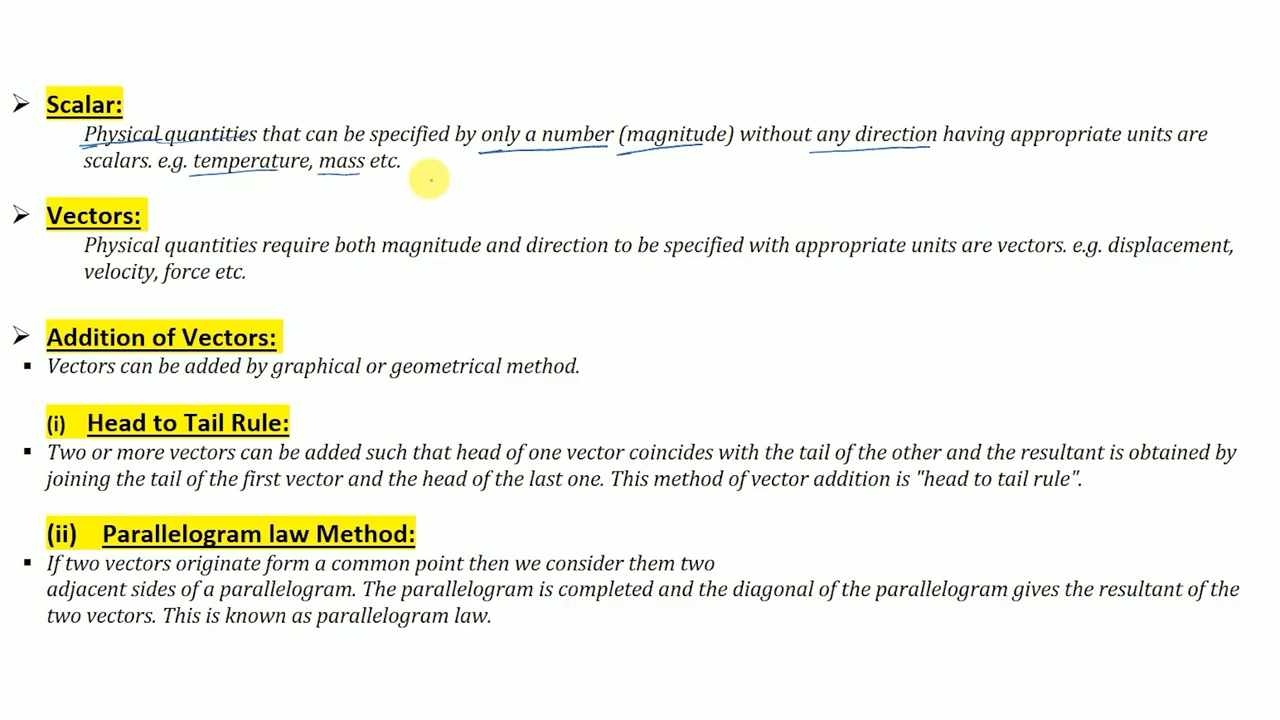 ➢ Scalar:
Physical quantities that can be specified by only a number (magnitude) without any direction having appropriate units are
scalars. e.g. temperature, mass etc.
➢ Vectors:
Physical quantities require both magnitude and direction to be specified with appropriate units are vectors. e.g. displacement,
velocity, force etc.
➢ Addition of Vectors:
▪ Vectors can be added by graphical or geometrical method.
(i) Head to Tail Rule:
▪ Two or more vectors can be added such that head of one vector coincides with the tail of the other and the resultant is obtained by
joining the tail of the first vector and the head of the last one. This method of vector addition is "head to tail rule".
(ii) Parallelogram law Method:
▪ If two vectors originate form a common point then we consider them two
adjacent sides of a parallelogram. The parallelogram is completed and the diagonal of the parallelogram gives the resultant of the
two vectors. This is known as parallelogram law.